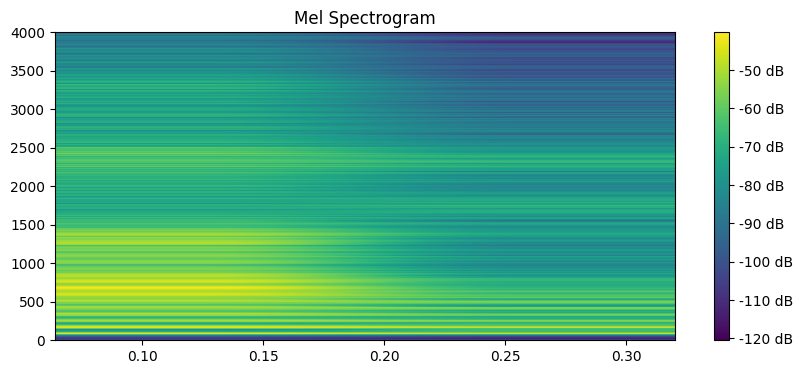 Mel Spectrogram
4000
3500
3000
2500
2000
1500
1000
500
0
0.10 0.15 0.20 0.25 0.30
-50 dB
-60 dB
-70 dB
-80 dB
-90 dB
-100 dB
-110 dB
-120 dB